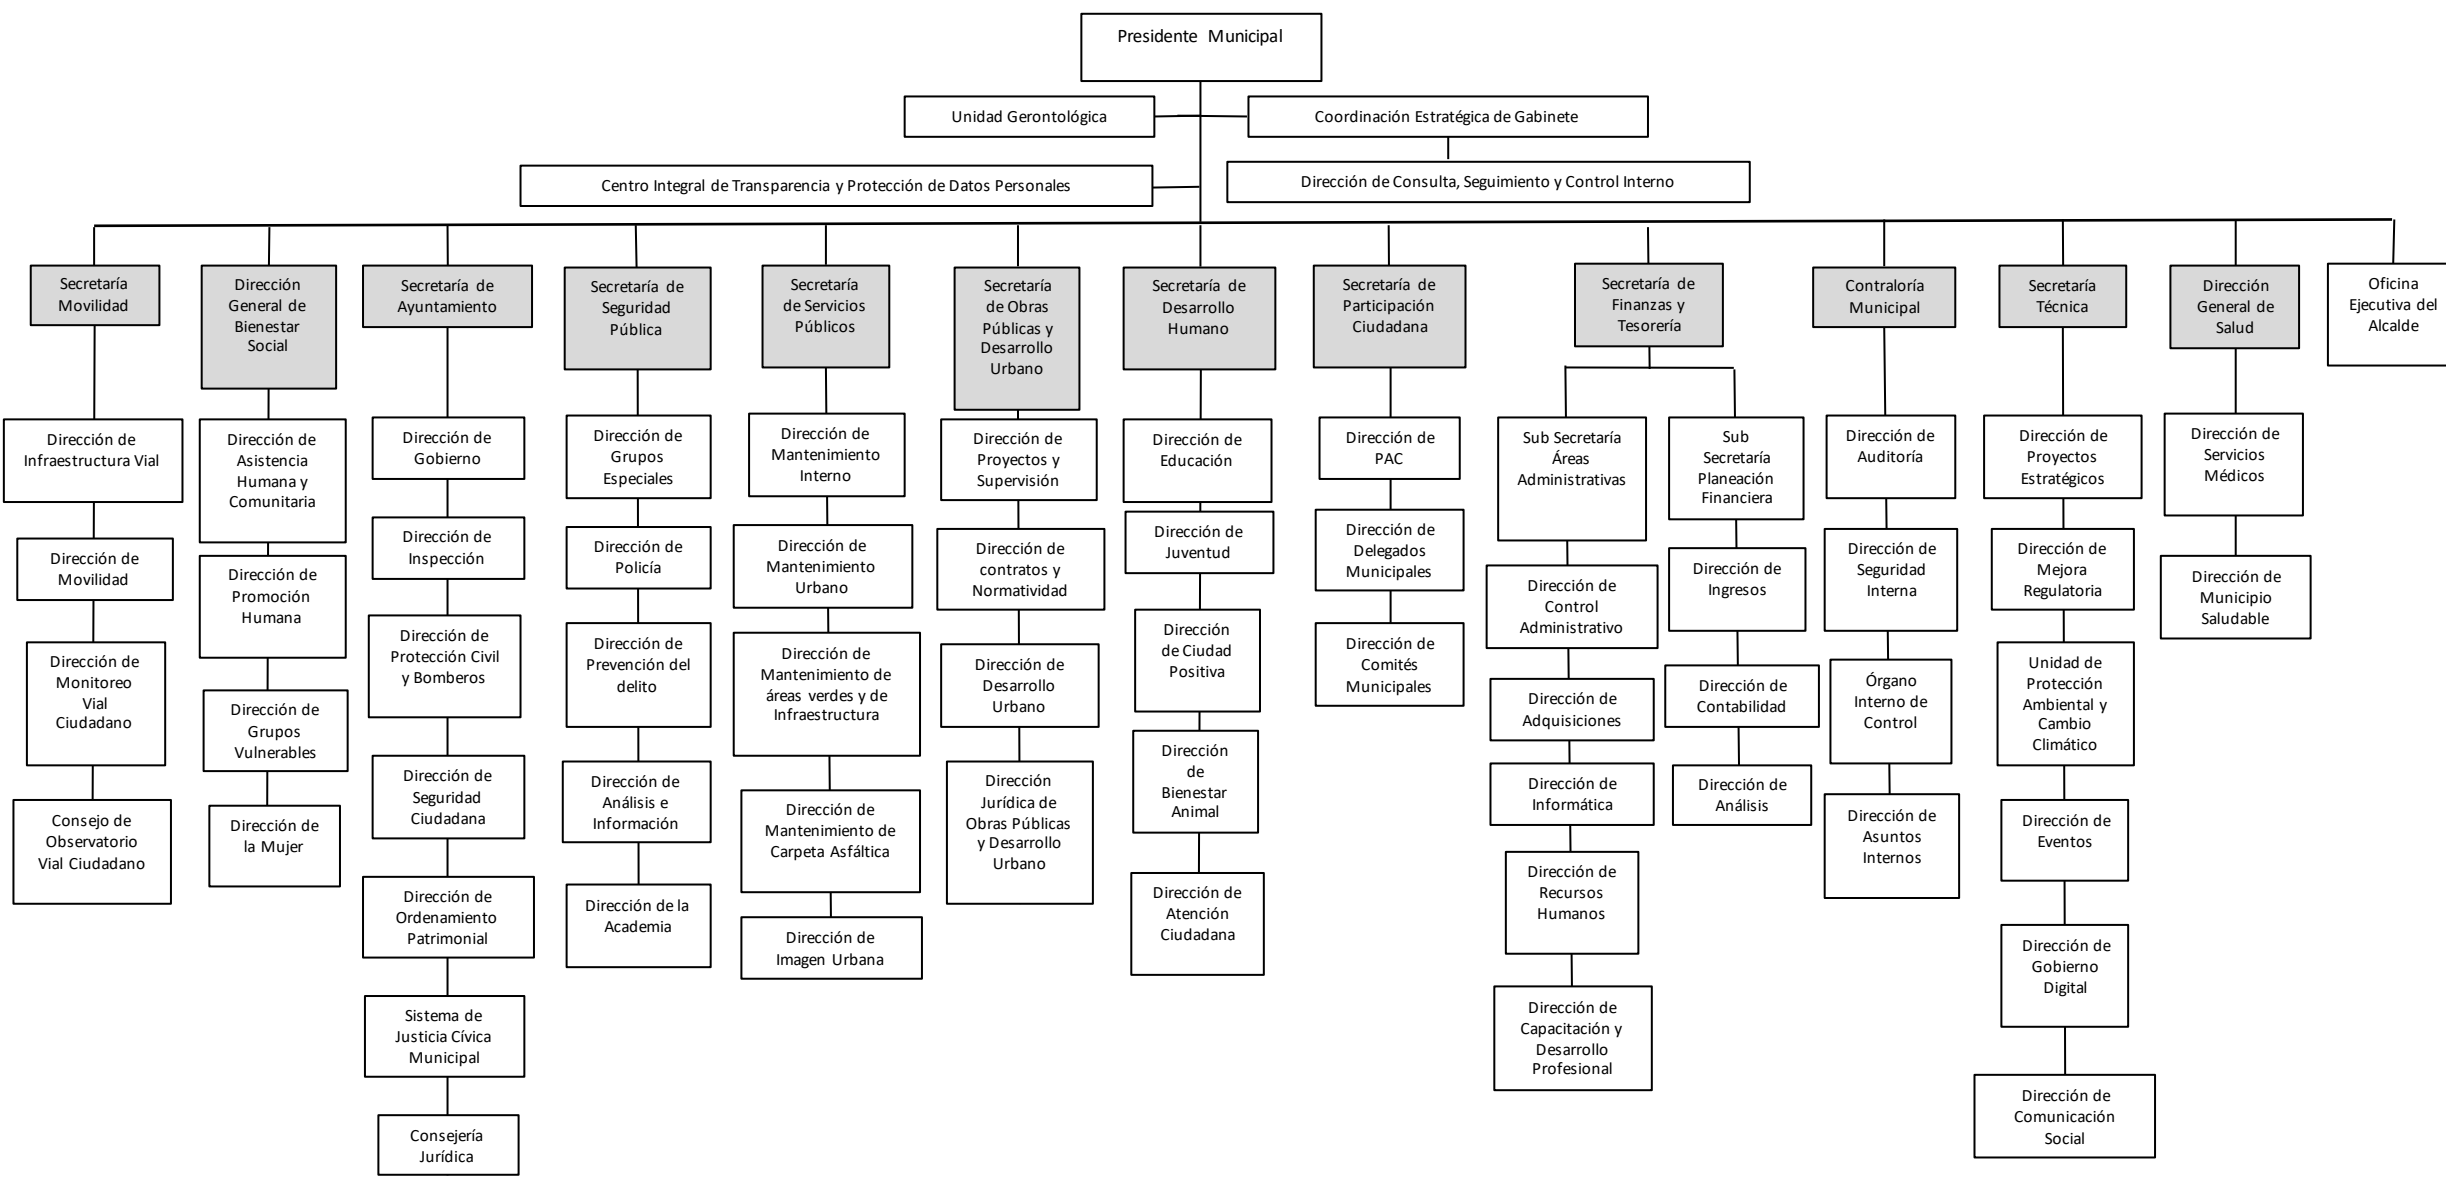 Presidente Municipal
Unidad Gerontológica
Coordinación Estratégica de Gabinete
Centro Integral de Transparencia y Protección de Datos Personales
Dirección de Consulta, Seguimiento y Control Interno
Secretaría
Movilidad
Dirección de
Infraestructura Vial
Dirección de
Movilidad
Dirección de
Monitoreo
Vial
Ciudadano
Consejo de
Observatorio
Vial Ciudadano
Dirección
General de
Bienestar
Social
Dirección de
Asistencia
Humana y
Comunitaria
Dirección de
Promoción
Humana
Dirección de
Grupos
Vulnerables
Dirección de
la Mujer
Secretaría de
Ayuntamiento
Dirección de
Gobierno
Dirección de
Inspección
Dirección de
Protección Civil
y Bomberos
Dirección de
Seguridad
Ciudadana
Dirección de
Ordenamiento
Patrimonial
Sistema de
Justicia Cívica
Municipal
Consejería
Jurídica
Secretaría de
Seguridad
Pública
Dirección de
Grupos
Especiales
Dirección de
Policía
Dirección de
Prevención del
delito
Dirección de
Análisis e
Información
Dirección de la
Academia
Secretaría
de Servicios
Públicos
Dirección de
Mantenimiento
Interno
Dirección de
Mantenimiento
Urbano
Dirección de
Mantenimiento de
áreas verdes y de
Infraestructura
Dirección de
Mantenimiento de
Carpeta Asfáltica
Dirección de
Imagen Urbana
Secretaría
de Obras
Públicas y
Desarrollo
Urbano
Dirección de
Proyectos y
Supervisión
Dirección de
contratos y
Normatividad
Dirección de
Desarrollo
Urbano
Dirección
Jurídica de
Obras Públicas
y Desarrollo
Urbano
Secretaría de
Desarrollo
Humano
Dirección de
Educación
Dirección de
Juventud
Dirección
de Ciudad
Positiva
Dirección
de
Bienestar
Animal
Dirección de
Atención
Ciudadana
Secretaría de
Participación
Ciudadana
Dirección de
PAC
Dirección de
Delegados
Municipales
Dirección de
Comités
Municipales
Secretaría de
Finanzas y
Tesorería
Sub Secretaría
Áreas
Administrativas
Dirección de
Control
Administrativo
Dirección de
Adquisiciones
Dirección de
Informática
Dirección de
Recursos
Humanos
Dirección de
Capacitación y
Desarrollo
Profesional
Sub
Secretaría
Planeación
Financiera
Dirección de
Ingresos
Dirección de
Contabilidad
Dirección de
Análisis
Contraloría
Municipal
Dirección de
Auditoría
Dirección de
Seguridad
Interna
Órgano
Interno de
Control
Dirección de
Asuntos
Internos
Secretaría
Técnica
Dirección de
Proyectos
Estratégicos
Dirección de
Mejora
Regulatoria
Unidad de
Protección
Ambiental y
Cambio
Climático
Dirección de
Eventos
Dirección de
Gobierno
Digital
Dirección de
Comunicación
Social
Dirección
General de
Salud
Dirección de
Servicios
Médicos
Dirección de
Municipio
Saludable
Oficina
Ejecutiva del
Alcalde